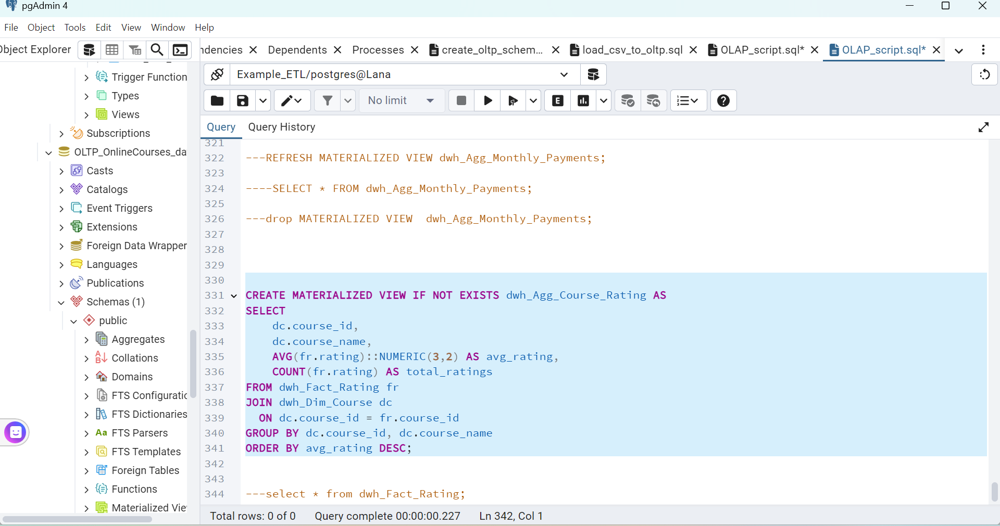 pgAdmin 4
File Object Tools Edit View Window Help
Object Explorer
ndencies Dependents Processes create_oltp_schem... load_csv_to_oltp.sql OLAP_script.sql* OLAP_script.sql*
Example_ETL/postgres@Lana
No limit
E
Query Query History
Trigger Function
Types
Views
Subscriptions
OLTP_OnlineCourses_da
Casts
Catalogs
Event Triggers
Extensions
Foreign Data Wrapper
Languages
Publications
Schemas (1)
public
Aggregates
Collations
Domains
FTS Configuratio
FTS Dictionaries
Aa FTS Parsers
FTS Templates
Foreign Tables
Functions
Materialized Vie
321
322 ---REFRESH MATERIALIZED VIEW dwh_Agg_Monthly_Payments;
323
324 ----SELECT * FROM dwh_Agg_Monthly_Payments;
325
326 ---drop MATERIALIZED VIEW  dwh_Agg_Monthly_Payments;
327
328
329
330
331 CREATE MATERIALIZED VIEW IF NOT EXISTS dwh_Agg_Course_Rating AS
332 SELECT
333     dc.course_id,
334     dc.course_name,
335     AVG(fr.rating)::NUMERIC(3,2) AS avg_rating,
336     COUNT(fr.rating) AS total_ratings
337 FROM dwh_Fact_Rating fr
338 JOIN dwh_Dim_Course dc
339   ON dc.course_id = fr.course_id
340 GROUP BY dc.course_id, dc.course_name
341 ORDER BY avg_rating DESC;
342
343
344 ---select * from dwh_Fact_Rating;
Total rows: 0 of 0 Query complete 00:00:00.227 Ln 342, Col 1